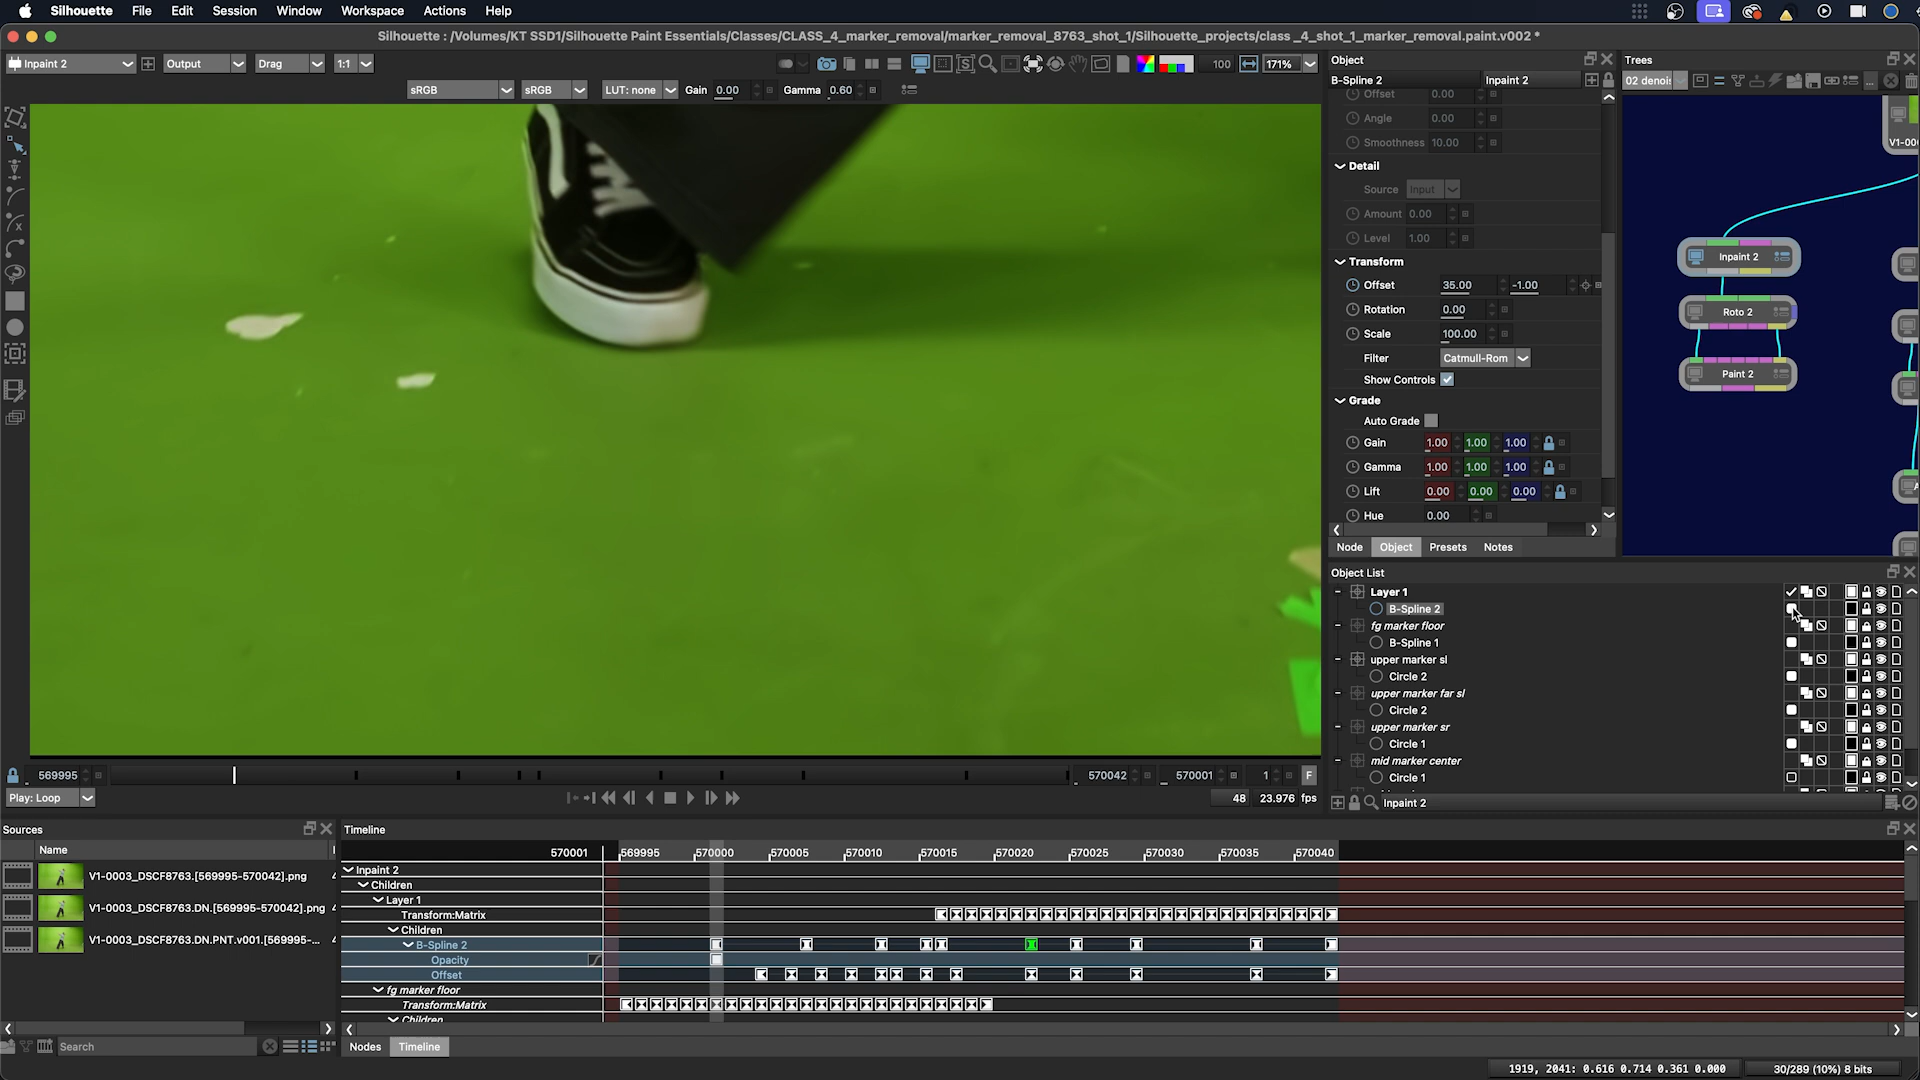 Silhouette File Edit Session Window Workspace Actions Help
Silhouette : /Volumes/KT SSD1/Silhouette Paint Essentials/Classes/CLASS_4_marker_removal/marker_removal_8763_shot_1/Silhouette_projects/class _4_shot_1_marker_removal.paint.v002 *
Inpaint 2 Output Drag 1:1 100 171%
sRGB sRGB LUT: none Gain 0.00 Gamma 0.60
Object
B-Spline 2 Inpaint 2
Offset 0.00
Angle 0.00
Smoothness 10.00
Detail
Source Input
Amount 0.00
Level 1.00
Transform
Offset 35.00 -1.00
Rotation 0.00
Scale 100.00
Filter Catmull-Rom
Show Controls
Grade
Auto Grade
Gain 1.00 1.00 1.00
Gamma 1.00 1.00 1.00
Lift 0.00 0.00 0.00
Hue 0.00
Node Object Presets Notes
Trees
02 denois
V1-000
Inpaint 2
Roto 2
Paint 2
Object List
Layer 1
B-Spline 2
fg marker floor
B-Spline 1
upper marker sl
Circle 2
upper marker far sl
Circle 2
upper marker sr
Circle 1
mid marker center
Circle 1
Inpaint 2
569995 570042 570001 1 F
Play: Loop 48 23.976 fps
Sources
Name
V1-0003_DSCF8763.[569995-570042].png
V1-0003_DSCF8763.DN.[569995-570042].png
V1-0003_DSCF8763.DN.PNT.v001.[569995-...
Search
Timeline
570001 569995 570000 570005 570010 570015 570020 570025 570030 570035 570040
Inpaint 2
Children
Layer 1
Transform:Matrix
Children
B-Spline 2
Opacity
Offset
fg marker floor
Transform:Matrix
Children
Nodes Timeline
1919, 2041: 0.616 0.714 0.361 0.000 30/289 (10%) 8 bits